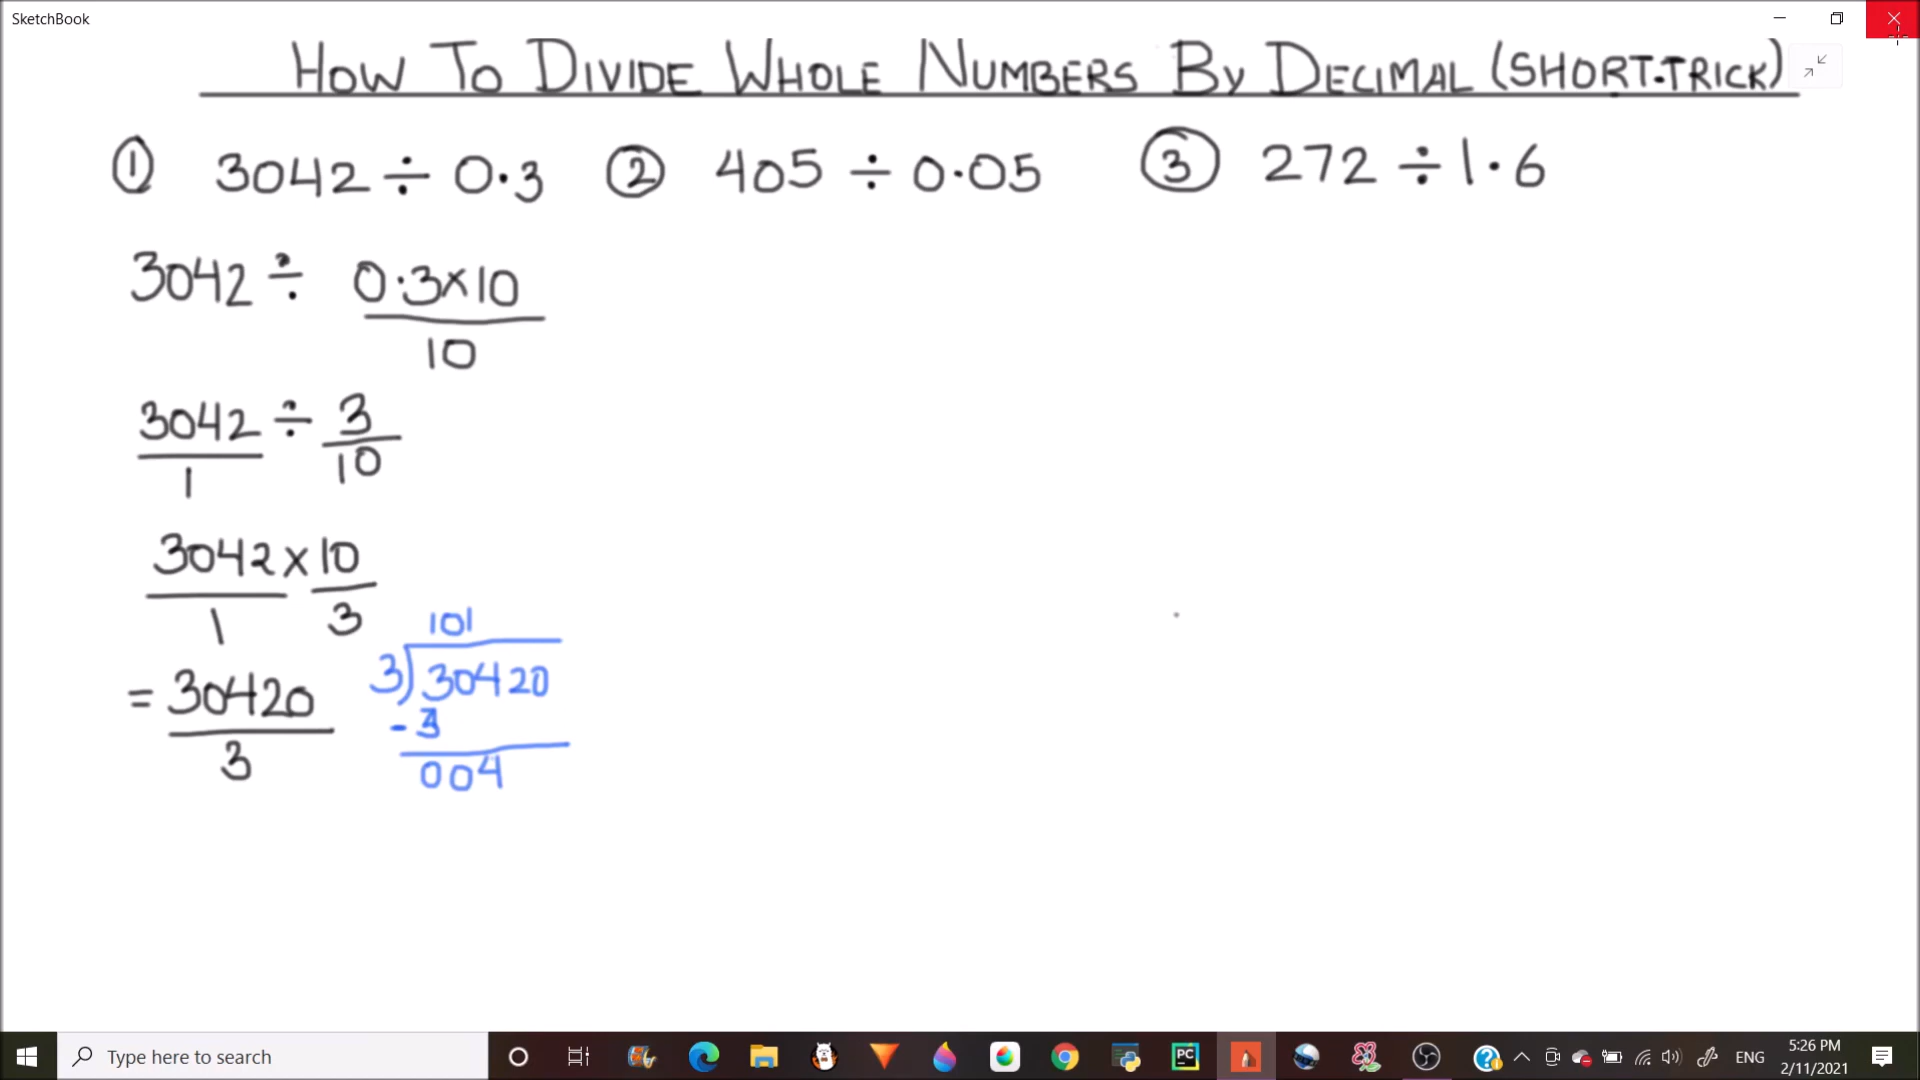 SketchBook
HOW TO DIVIDE WHOLE NUMBERS BY DECIMAL (SHORT-TRICK)
① 3042 ÷ 0.3 ② 405 ÷ 0.05 ③ 272 ÷ 1.6
3042 ÷ 0.3×10
10
3042 ÷ 3
1 10
3042 × 10
1 3
101
= 30420 3)30420
3 - 3
004
Type here to search
PC
ENG
5:26 PM
2/11/2021